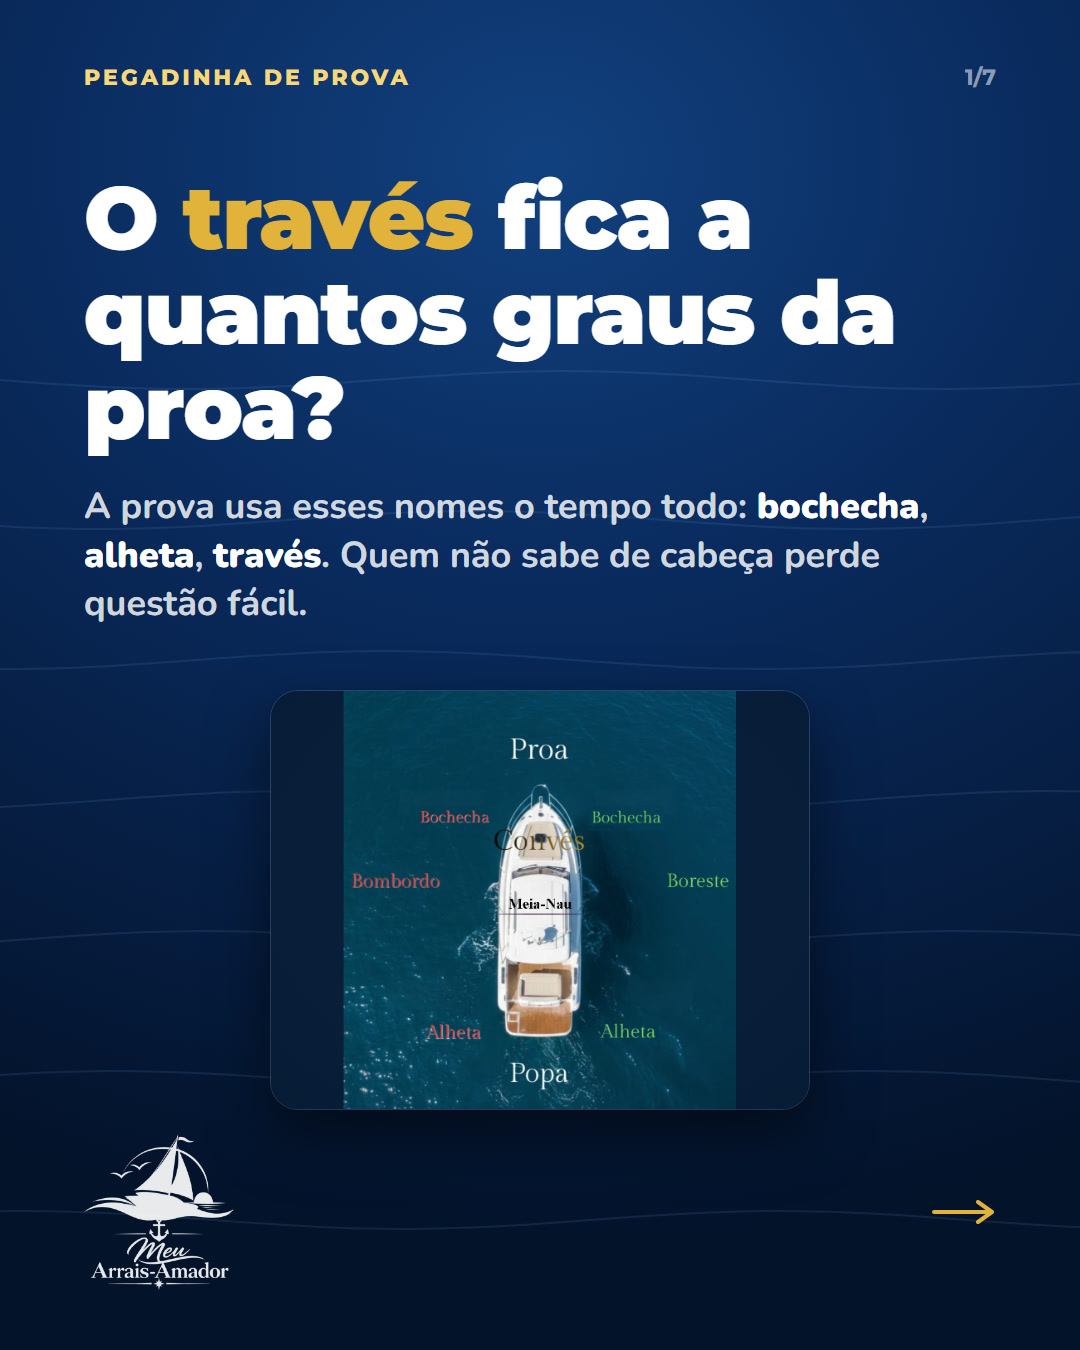 PEGADINHA DE PROVA
1/7
O través fica a
quantos graus da
proa?
A prova usa esses nomes o tempo todo: bochecha,
alheta, través. Quem não sabe de cabeça perde
questão fácil.
Proa
Bochecha
Bochecha
Convés
Bombordo
Boreste
Meia-Nau
Alheta
Alheta
Popa
Meu
Arrais-Amador